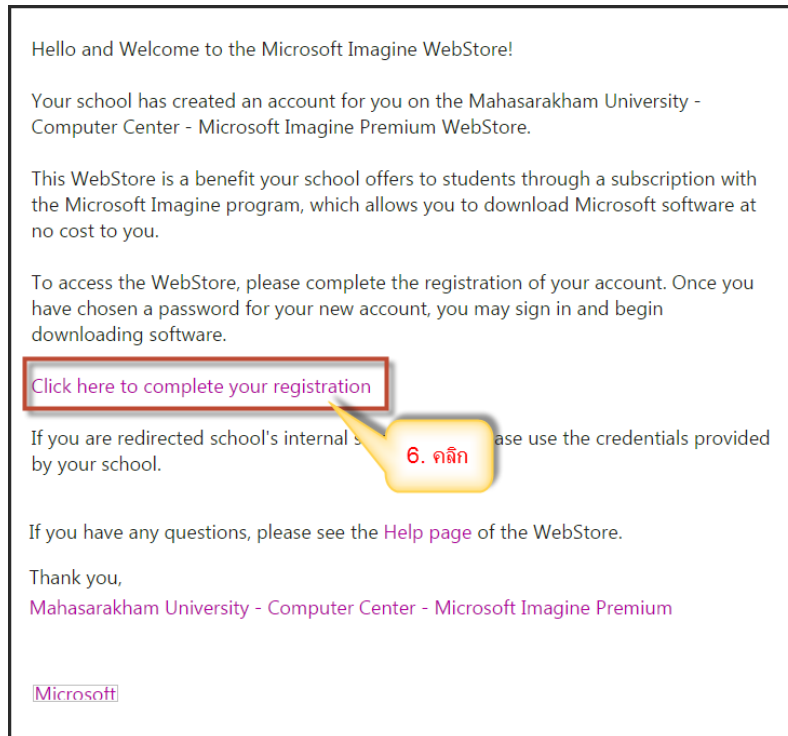 Hello and Welcome to the Microsoft Imagine WebStore!
Your school has created an account for you on the Mahasarakham University -
Computer Center - Microsoft Imagine Premium WebStore.
This WebStore is a benefit your school offers to students through a subscription with
the Microsoft Imagine program, which allows you to download Microsoft software at
no cost to you.
To access the WebStore, please complete the registration of your account. Once you
have chosen a password for your new account, you may sign in and begin
downloading software.
Click here to complete your registration
If you are redirected school's internal use the credentials provided
6. คลิก
by your school.
If you have any questions, please see the Help page of the WebStore.
Thank you,
Mahasarakham University - Computer Center - Microsoft Imagine Premium
Microsoft